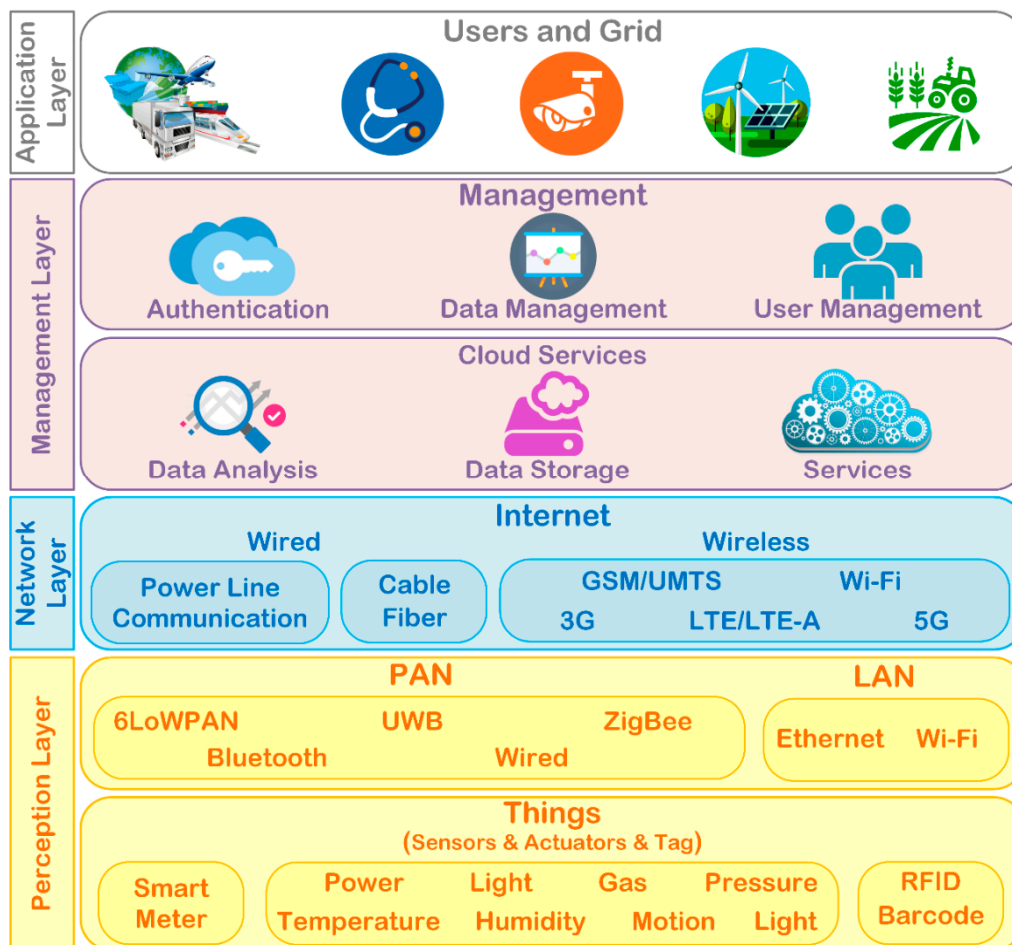 Application Layer
Users and Grid
Management Layer
Management
Authentication
Data Management
User Management
Cloud Services
Data Analysis
Data Storage
Services
Network Layer
Internet
Wired
Wireless
Power Line
Communication
Cable
Fiber
GSM/UMTS
Wi-Fi
3G
LTE/LTE-A
5G
Perception Layer
PAN
LAN
6LoWPAN
UWB
ZigBee
Bluetooth
Wired
Ethernet
Wi-Fi
Things
(Sensors & Actuators & Tag)
Smart
Meter
Power
Light
Gas
Pressure
Temperature
Humidity
Motion
Light
RFID
Barcode